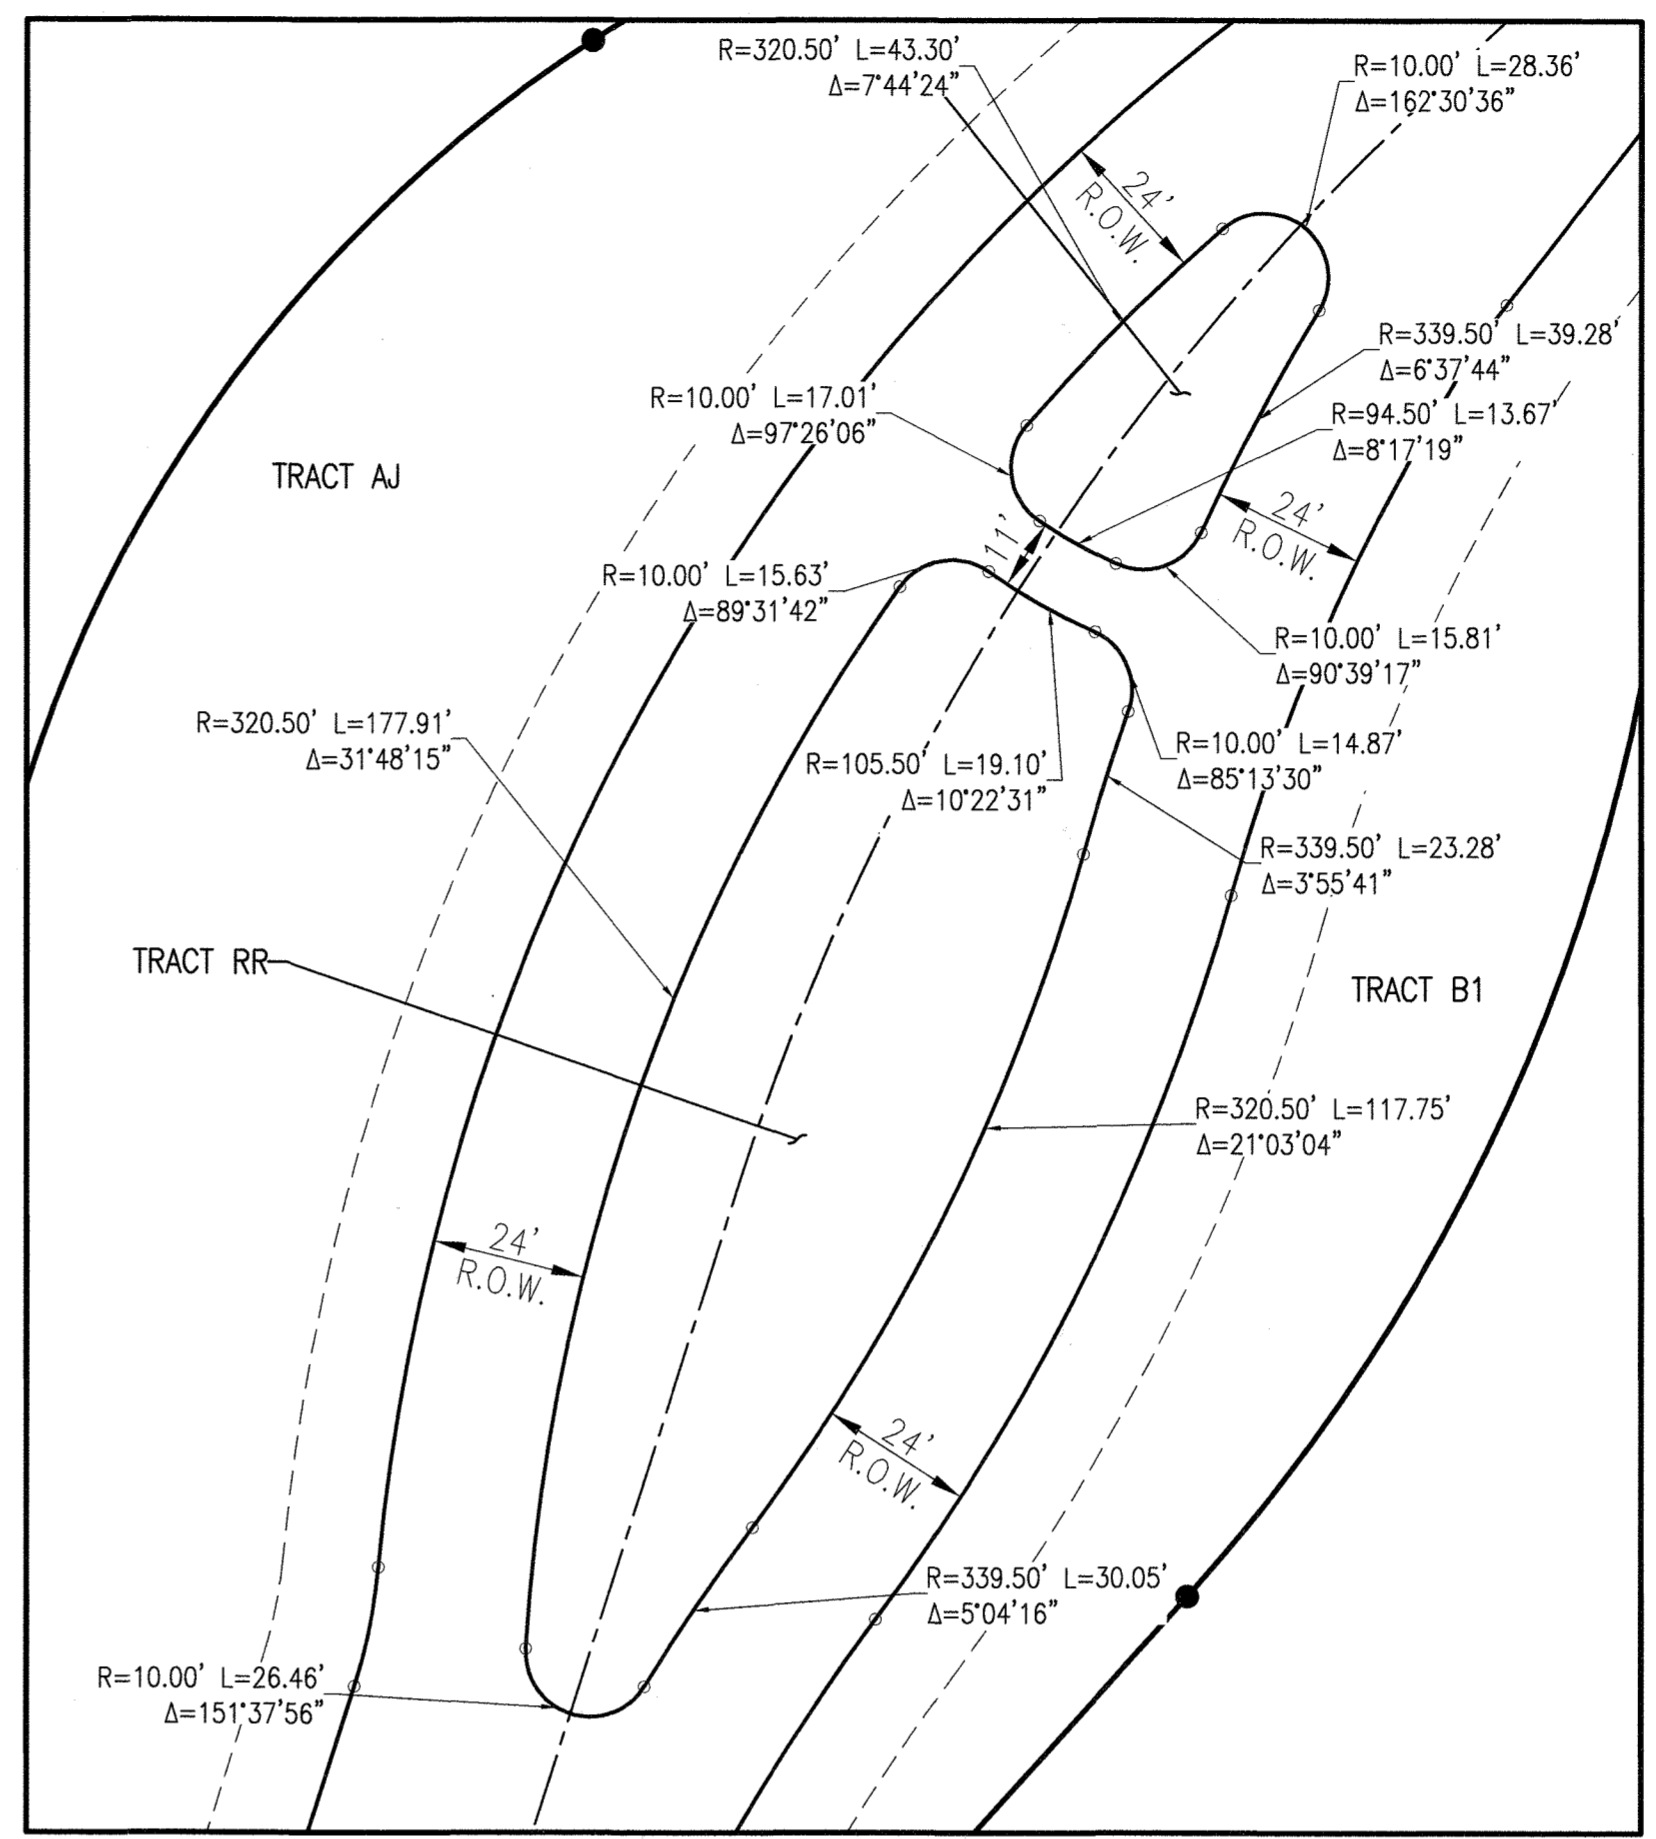 R=320.50' L=43.30'
Δ=7°44'24"
R=10.00' L=28.36'
Δ=162°30'36"
24'
R.O.W.
R=339.50' L=39.28'
Δ=6°37'44"
R=10.00' L=17.01'
Δ=97°26'06"
R=94.50' L=13.67'
Δ=8°17'19"
TRACT AJ
24'
R.O.W.
11'
R=10.00' L=15.63'
Δ=89°31'42"
R=10.00' L=15.81'
Δ=90°39'17"
R=320.50' L=177.91'
Δ=31°48'15"
R=105.50' L=19.10'
Δ=10°22'31"
R=10.00' L=14.87'
Δ=85°13'30"
R=339.50' L=23.28'
Δ=3°55'41"
TRACT RR
TRACT B1
R=320.50' L=117.75'
Δ=21°03'04"
24'
R.O.W.
24'
R.O.W.
R=339.50' L=30.05'
Δ=5°04'16"
R=10.00' L=26.46'
Δ=151°37'56"